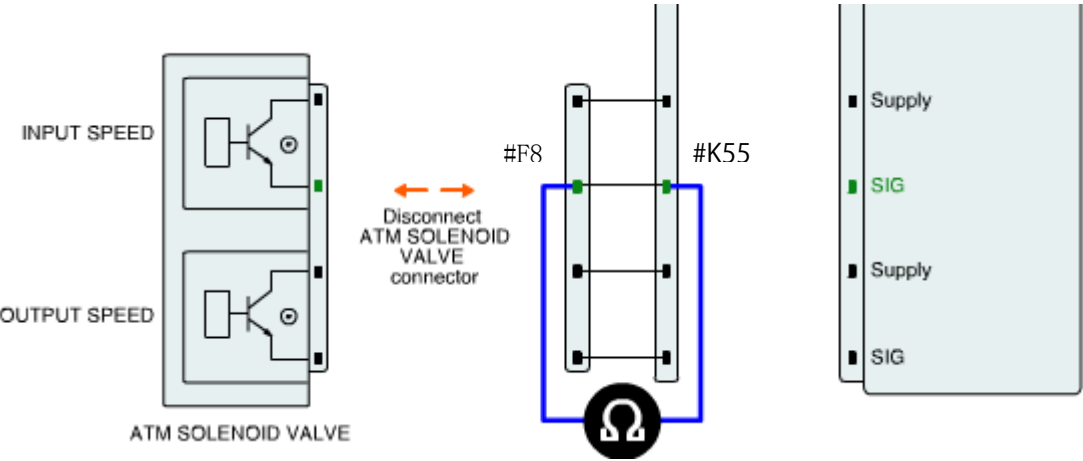 INPUT SPEED
OUTPUT SPEED
ATM SOLENOID VALVE
Disconnect
ATM SOLENOID
VALVE
connector
#F8
#K55
Ω
Supply
SIG
Supply
SIG